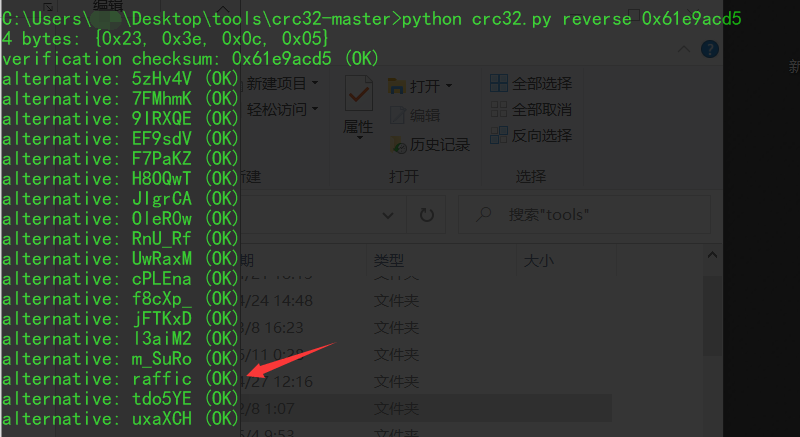 编辑
C:\Users\ \Desktop\tools\crc32-master>python crc32.py reverse 0x61e9acd5
4 bytes: {0x23, 0x3e, 0x0c, 0x05}
verification checksum: 0x61e9acd5 (OK)
alternative: 5zHv4V (OK)
alternative: 7FMhmK (OK)
alternative: 9IRXQE (OK)
alternative: EF9sdV (OK)
alternative: F7PaKZ (OK)
alternative: H8OQwT (OK)
alternative: JIgrCA (OK)
alternative: OleROw (OK)
alternative: RnU_Rf (OK)
alternative: UwRaxM (OK)
alternative: cPLEna (OK)
alternative: f8cXp_ (OK)
alternative: jFTKxD (OK)
alternative: l3aiM2 (OK)
alternative: m_SuRo (OK)
alternative: raffic (OK)
alternative: tdo5YE (OK)
alternative: uxaXCH (OK)
新建项目
轻松访问
新建
属性
打开
编辑
历史记录
打开
全部选择
全部取消
反向选择
选择
新
搜索"tools"
期
类型
大小
文件夹
4/24 14:48
文件夹
3/8 16:23
文件夹
文件夹
4/27 12:16
文件夹
2/8 1:07
文件夹
5/4 9:53
文件夹